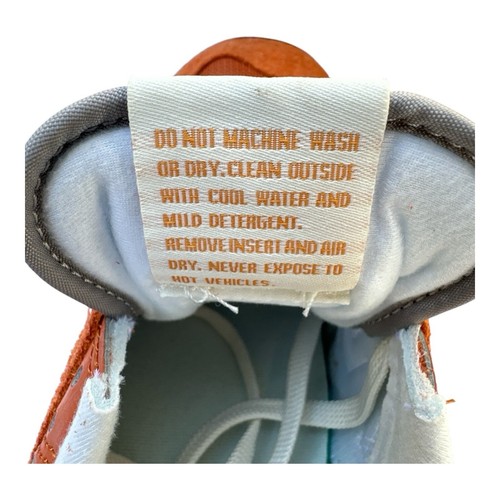 DO NOT MACHINE WASH
OR DRY.CLEAN OUTSIDE
WITH COOL WATER AND
MILD DETERGENT.
REMOVE INSERT AND AIR
DRY. NEVER EXPOSE TO
HOT VEHICLES.